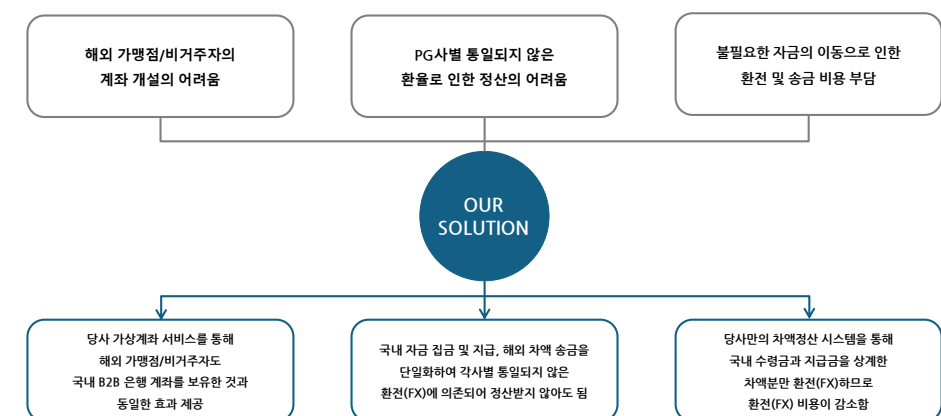 해외 가맹점/비거주자의
계좌 개설의 어려움
PG사별 통일되지 않은
환율로 인한 정산의 어려움
불필요한 자금의 이동으로 인한
환전 및 송금 비용 부담
OUR
SOLUTION
당사 가상계좌 서비스를 통해
해외 가맹점/비거주자도
국내 B2B 은행 계좌를 보유한 것과
동일한 효과 제공
국내 자금 집금 및 지급, 해외 차액 송금을
단일화하여 각사별 통일되지 않은
환전(FX)에 의존되어 정산받지 않아도 됨
당사만의 차액정산 시스템을 통해
국내 수령금과 지급금을 상계한
차액분만 환전(FX)하므로
환전(FX) 비용이 감소함